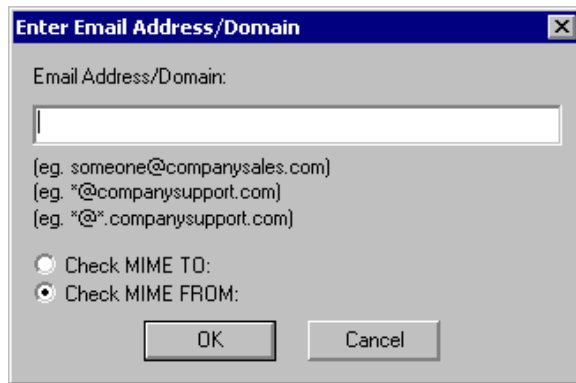 Enter Email Address/Domain
Email Address/Domain:
(eg. someone@companysales.com)
(eg. *@companysupport.com)
(eg. *@*.companysupport.com)
Check MIME TO:
Check MIME FROM:
OK Cancel